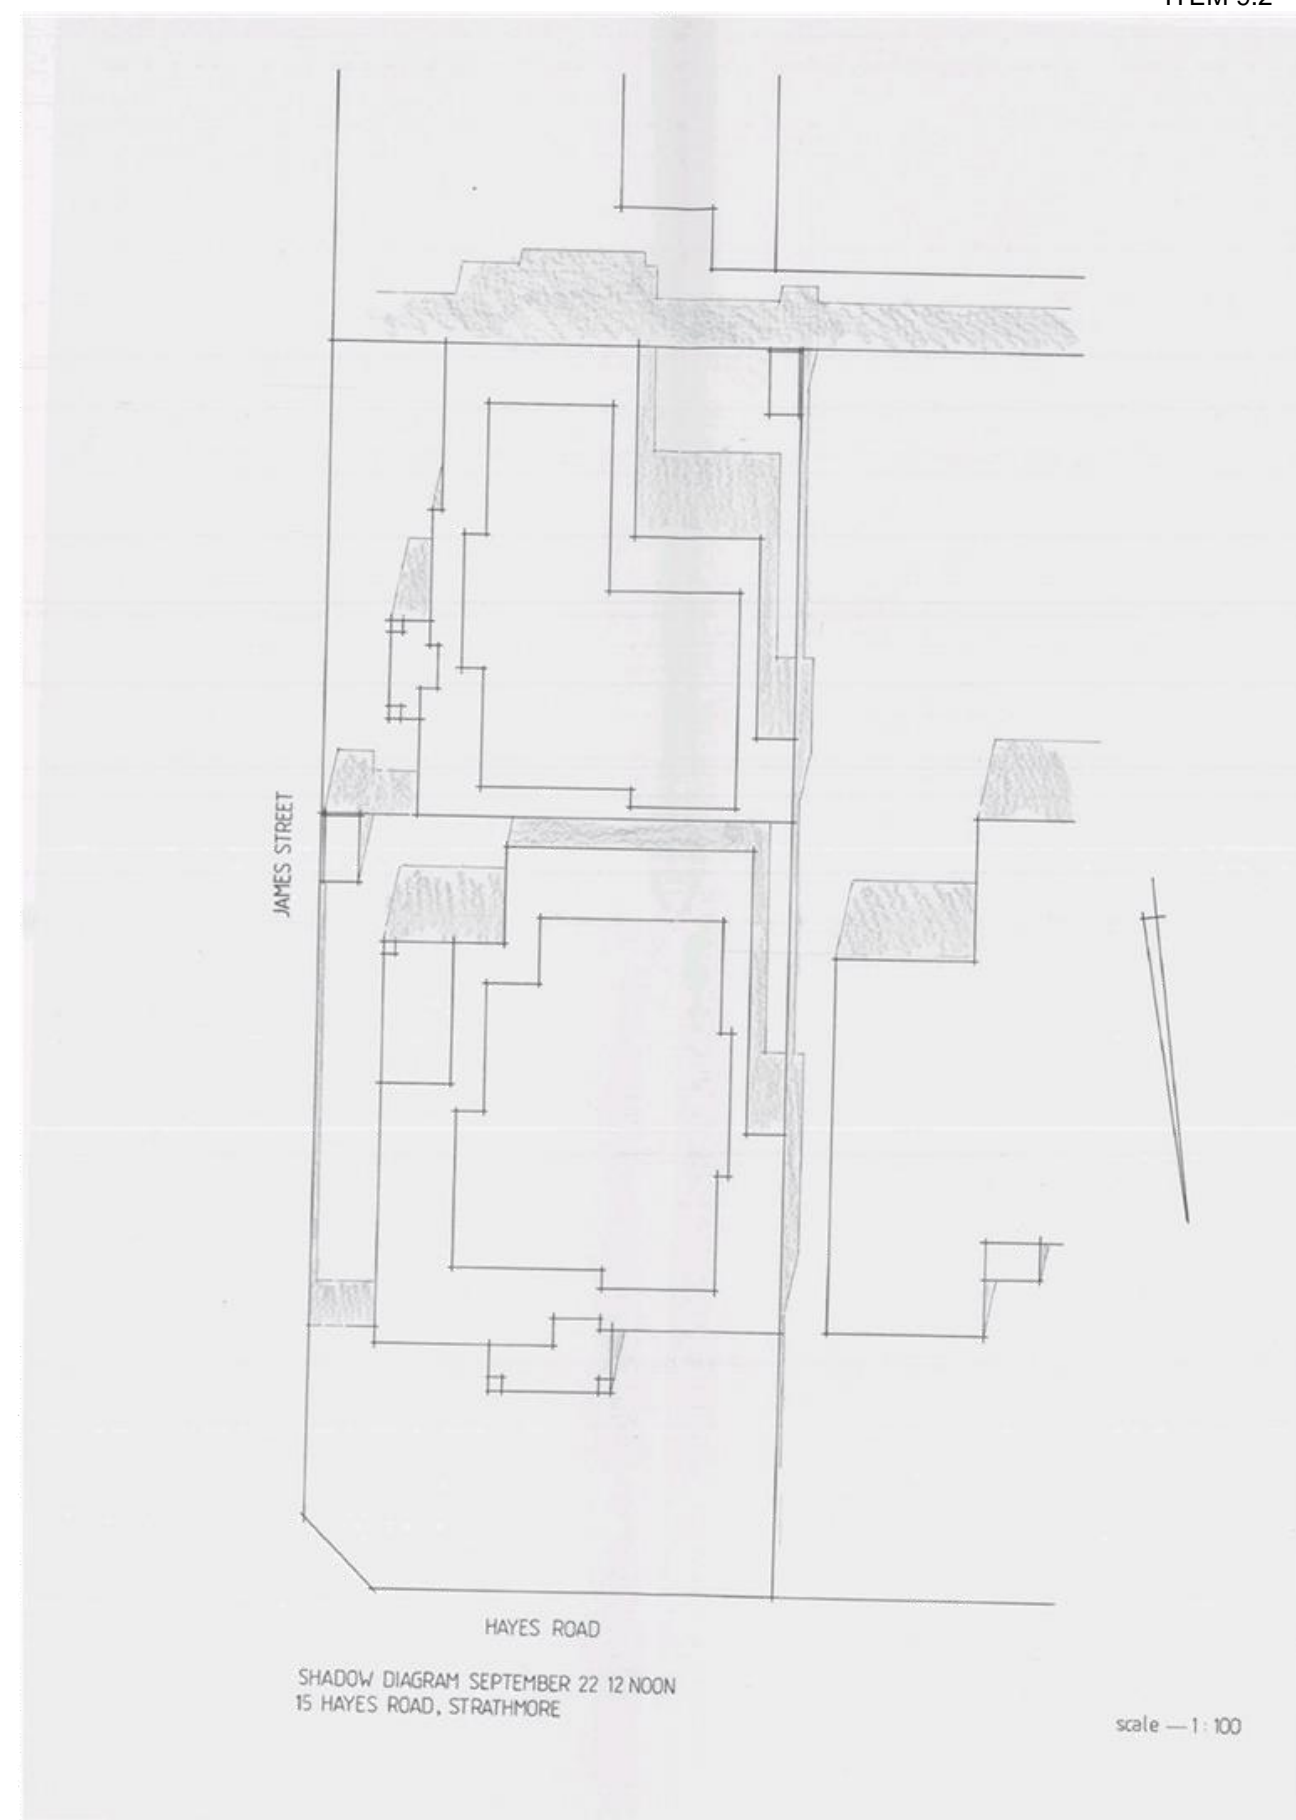 ITEM 9.2
JAMES STREET
HAYES ROAD
SHADOW DIAGRAM SEPTEMBER 22 12 NOON
15 HAYES ROAD, STRATHMORE
scale — 1 : 100